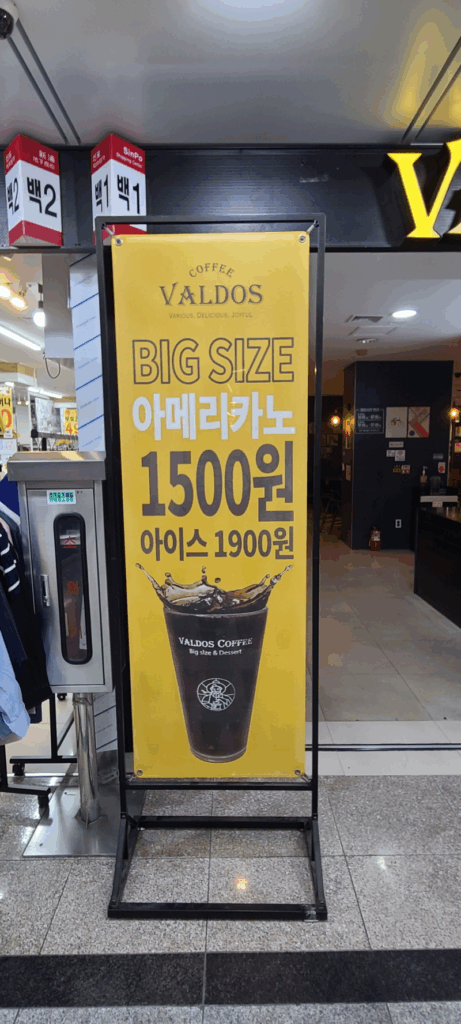 백2
백2
백1
SinPo
백1
V
COFFEE
VALDOS
VARIOUS. DELICIOUS. JOYFUL
BIG SIZE
아메리카노
1500원
아이스 1900원
VALDOS COFFEE
Big size & Dessert